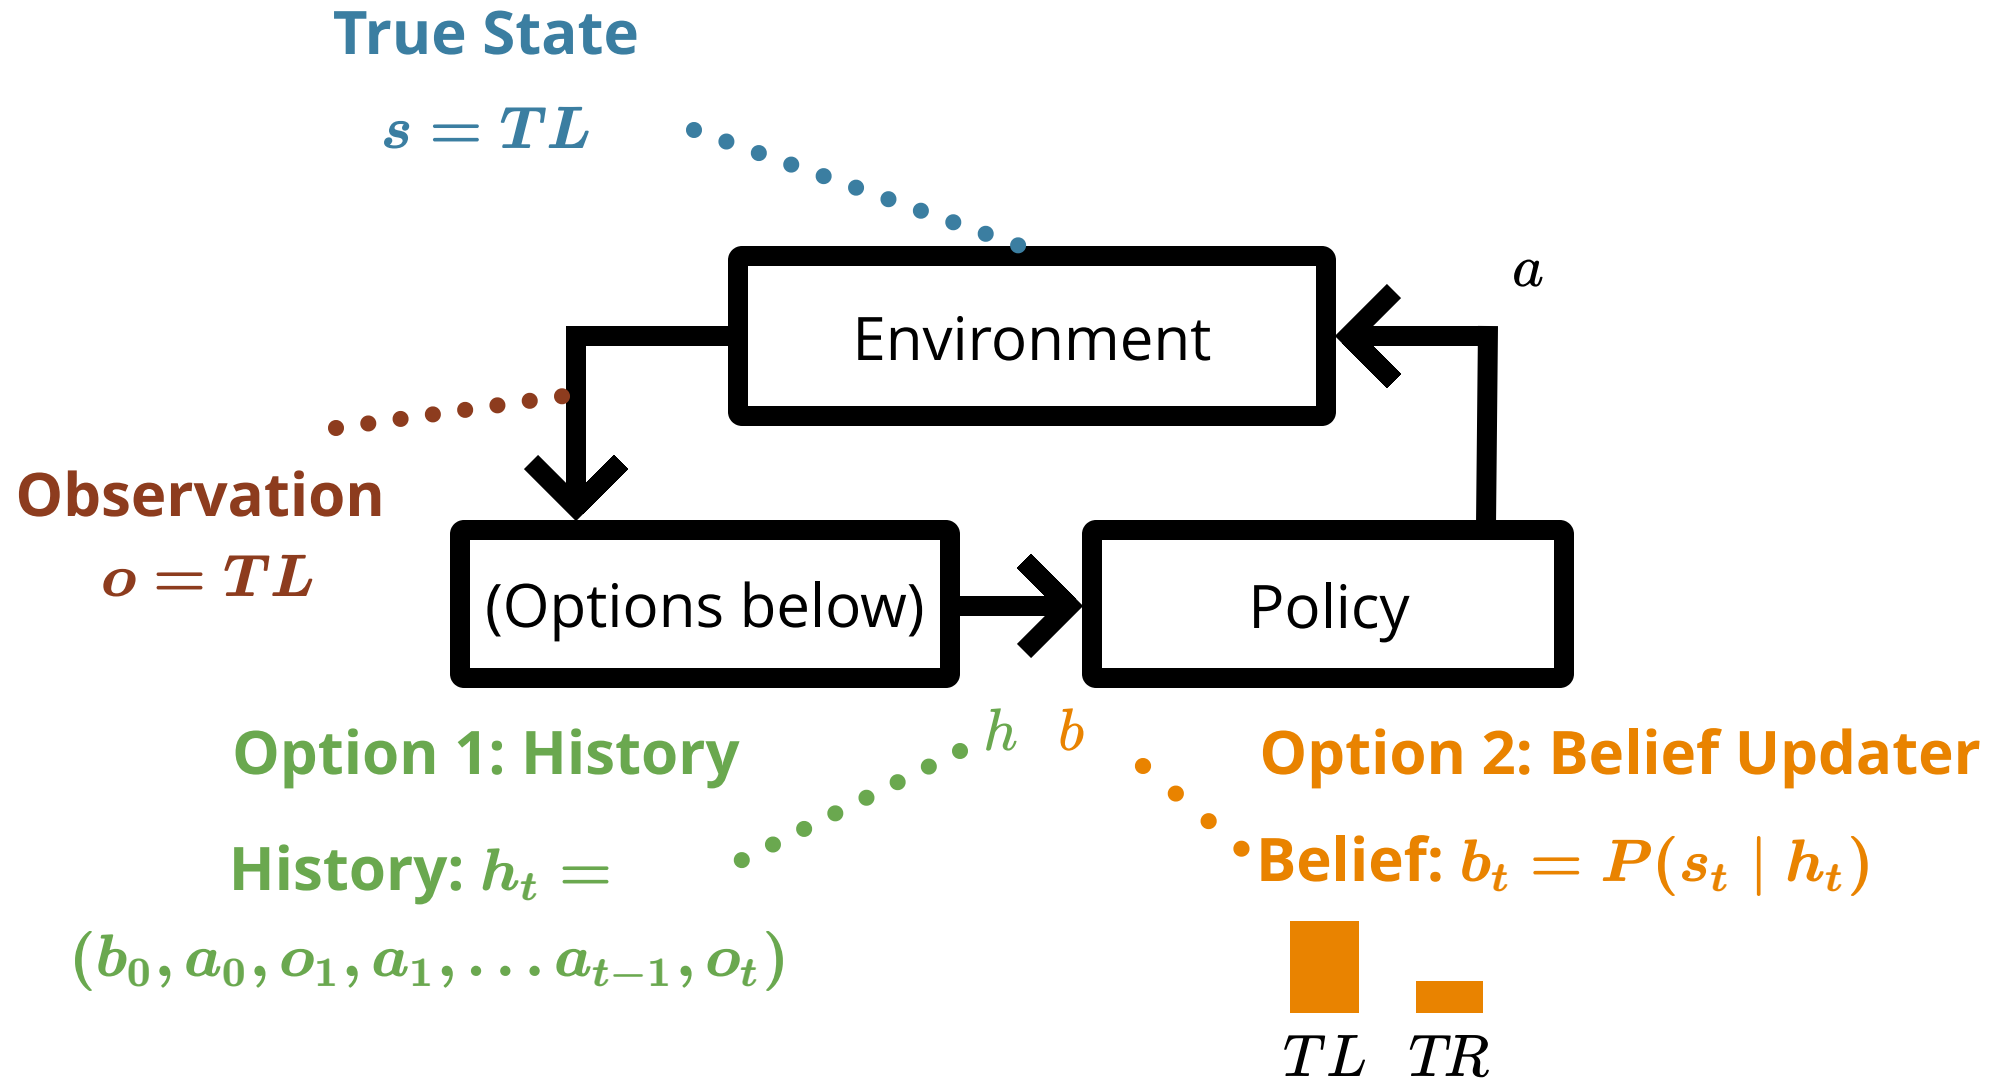 True State
s = TL
a
Environment
Observation
o = TL
(Options below)
Policy
h
b
Option 1: History
History: h_t =
(b_0, a_0, o_1, a_1, ... a_{t−1}, o_t)
Option 2: Belief Updater
Belief: b_t = P(s_t | h_t)
TL TR